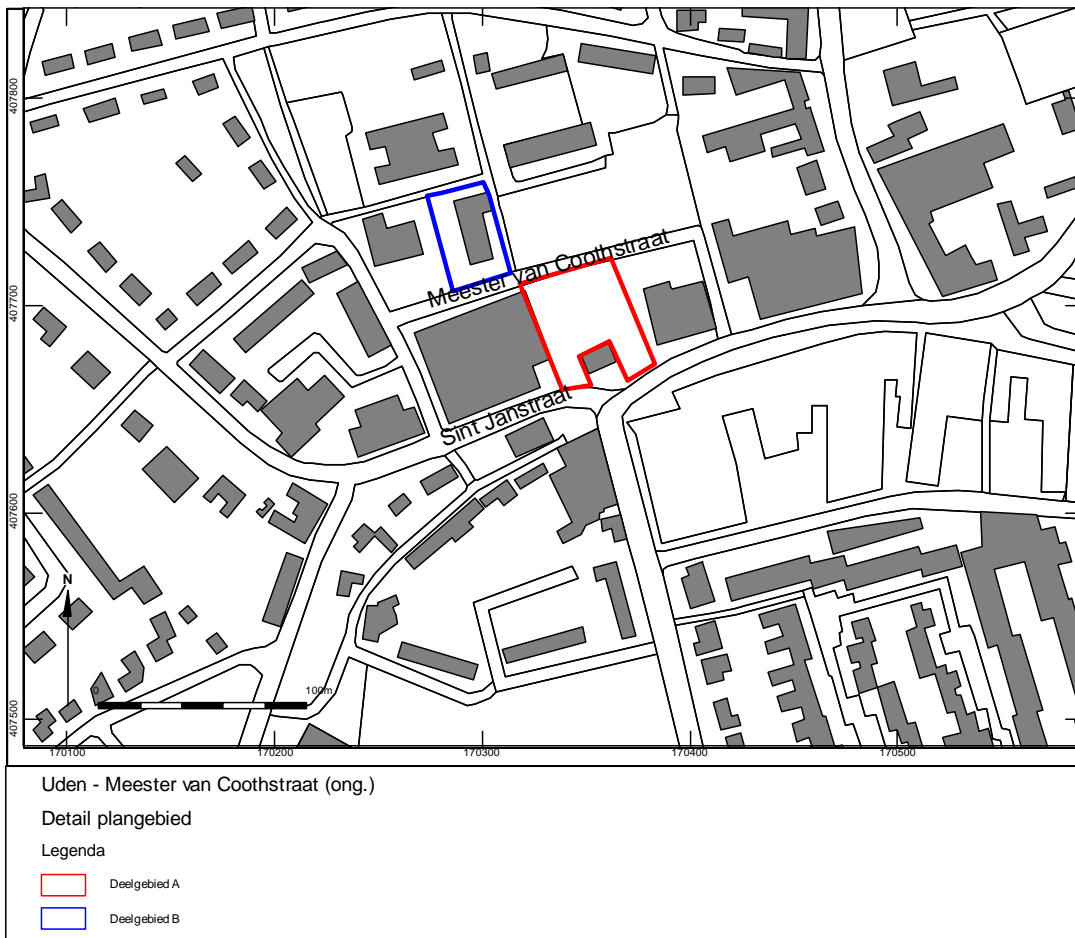 407800
407700
407600
407500
Meester van Coothstraat
Sint Janstraat
N
0
100m
170100
170200
170300
170400
170500
Uden - Meester van Coothstraat (ong.)
Detail plangebied
Legenda
Deelgebied A
Deelgebied B